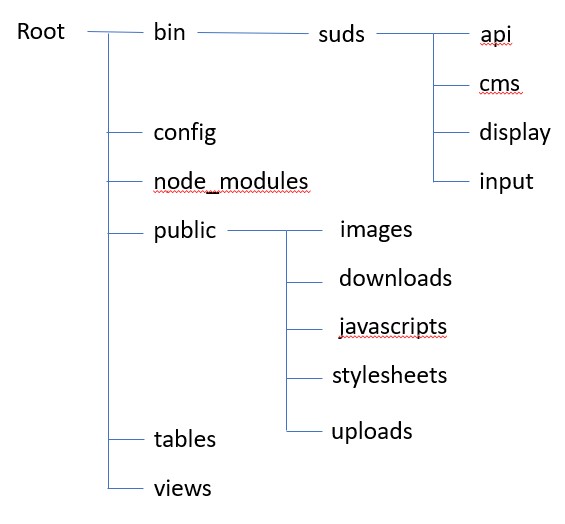 Root bin suds api
cms
config display
node_modules input
public images
downloads
javascripts
stylesheets
uploads
tables
views